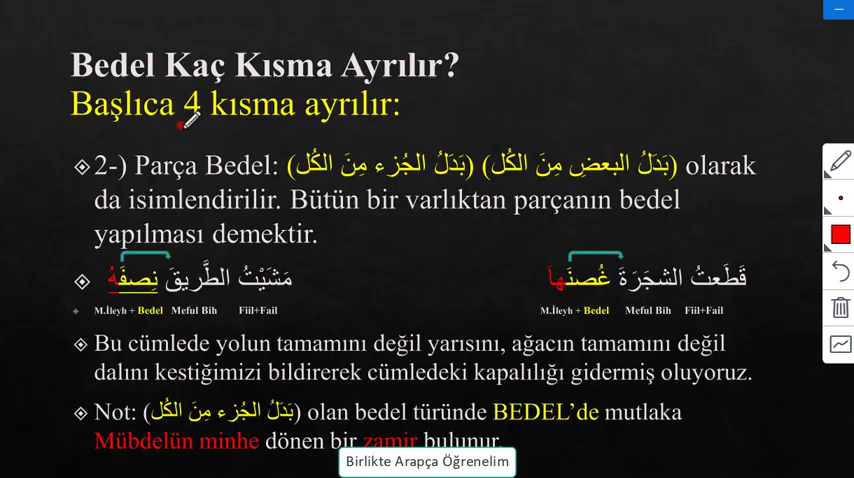 Bedel Kaç Kısma Ayrılır?
Başlıca 4 kısma ayrılır:
2-) Parça Bedel: (بَدَلُ البعضِ مِنَ الكُل) (بَدَلُ الجُزء مِنَ الكُل) olarak
da isimlendirilir. Bütün bir varlıktan parçanın bedel
yapılması demektir.
قَطَعتُ الشجَرَةَ غُصنَهاَ مَشَيْتُ الطَّريقَ نِصفَهُ
M.İleyh + Bedel Meful Bih Fiil+Fail M.İleyh + Bedel Meful Bih Fiil+Fail
Bu cümlede yolun tamamını değil yarısını, ağacın tamamını değil
dalını kestiğimizi bildirerek cümledeki kapalılığı gidermiş oluyoruz.
Not: (بَدَلُ الجُزء مِنَ الكُل) olan bedel türünde BEDEL’de mutlaka
Mübdelün minhe dönen bir zamir bulunur.
Birlikte Arapça Öğrenelim